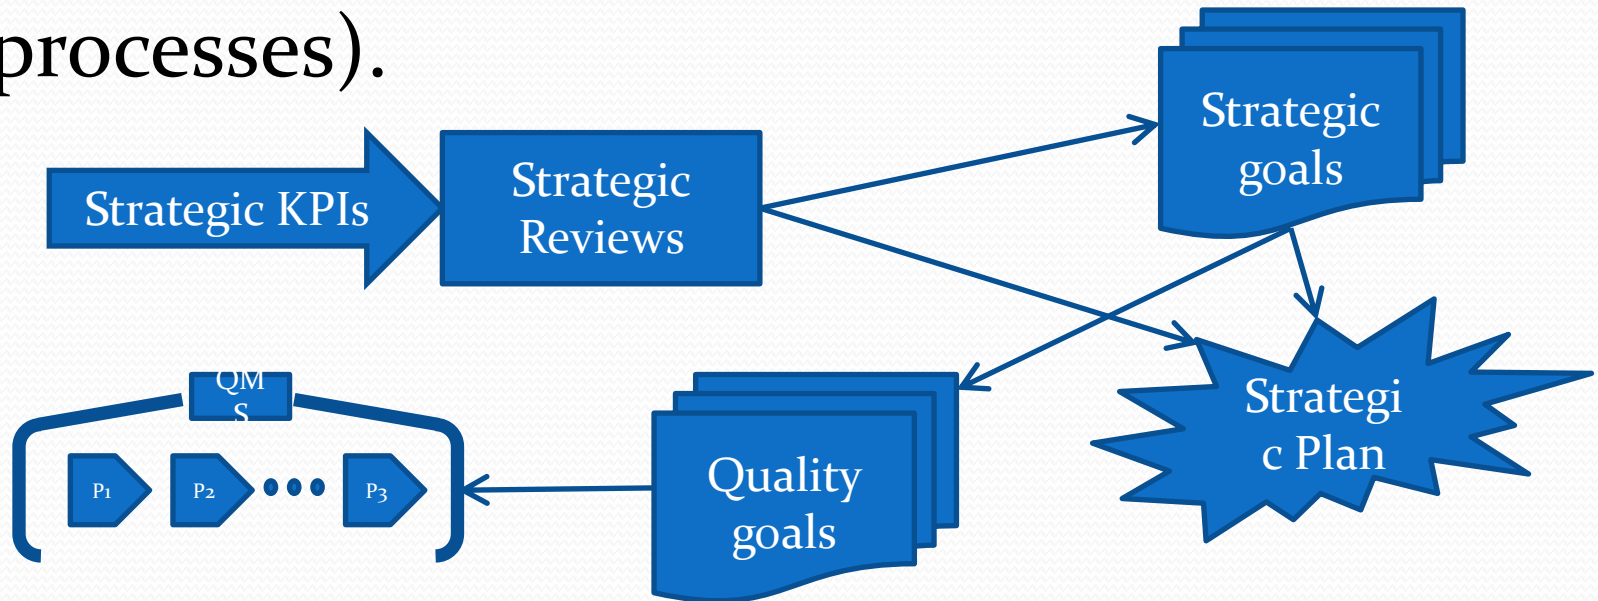 processes).
Strategic
goals
Strategic KPIs
Strategic
Reviews
Strategi
c Plan
QM
S
P1
P2
P3
Quality
goals